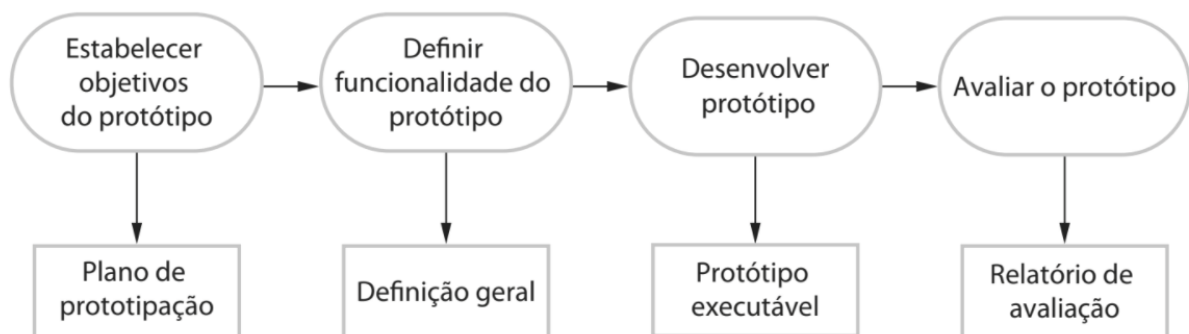 Estabelecer
objetivos
do protótipo
Definir
funcionalidade do
protótipo
Desenvolver
protótipo
Avaliar o protótipo
Plano de
prototipação
Definição geral
Protótipo
executável
Relatório de
avaliação